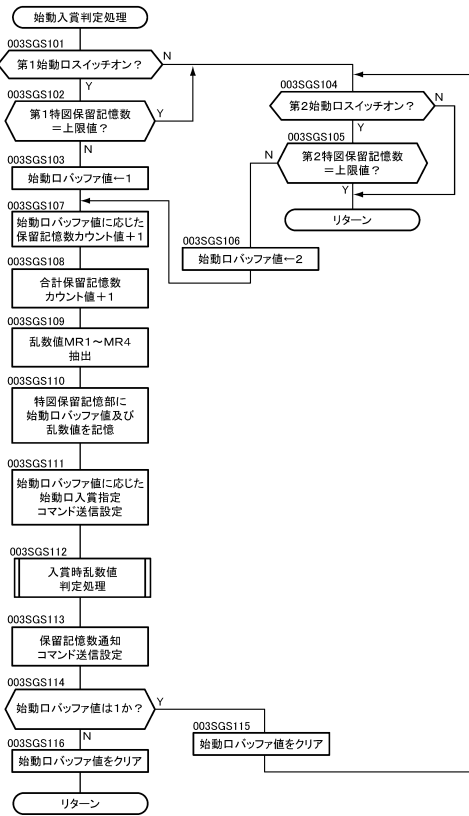 始動入賞判定処理
003SGS101
第1始動口スイッチオン?
N
Y
003SGS102
第1特図保留記憶数
=上限値?
Y
N
003SGS103
始動口バッファ値←1
003SGS104
第2始動口スイッチオン?
N
Y
003SGS105
第2特図保留記憶数
=上限値?
N
Y
リターン
003SGS106
始動口バッファ値←2
003SGS107
始動口バッファ値に応じた
保留記憶数カウント値+1
003SGS108
合計保留記憶数
カウント値+1
003SGS109
乱数値MR1~MR4
抽出
003SGS110
特図保留記憶部に
始動口バッファ値及び
乱数値を記憶
003SGS111
始動口バッファ値に応じた
始動口入賞指定
コマンド送信設定
003SGS112
入賞時乱数値
判定処理
003SGS113
保留記憶数通知
コマンド送信設定
003SGS114
始動口バッファ値は1か?
Y
N
003SGS115
始動口バッファ値をクリア
003SGS116
始動口バッファ値をクリア
リターン